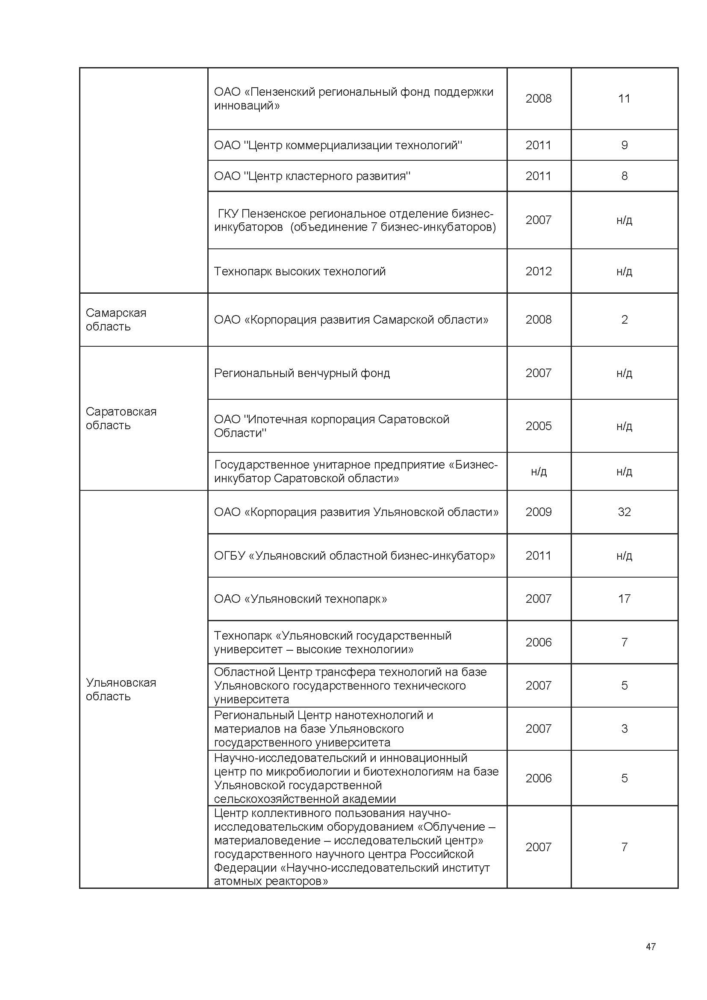 ОАО «Пензенский региональный фонд поддержки
инноваций»
2008
11
ОАО "Центр коммерциализации технологий"
2011
9
ОАО "Центр кластерного развития"
2011
8
ГКУ Пензенское региональное отделение бизнес-
инкубаторов (объединение 7 бизнес-инкубаторов)
2007
н/д
Технопарк высоких технологий
2012
н/д
Самарская
область
ОАО «Корпорация развития Самарской области»
2008
2
Саратовская
область
Региональный венчурный фонд
2007
н/д
ОАО "Ипотечная корпорация Саратовской
Области"
2005
н/д
Государственное унитарное предприятие «Бизнес-
инкубатор Саратовской области»
н/д
н/д
Ульяновская
область
ОАО «Корпорация развития Ульяновской области»
2009
32
ОГБУ «Ульяновский областной бизнес-инкубатор»
2011
н/д
ОАО «Ульяновский технопарк»
2007
17
Технопарк «Ульяновский государственный
университет – высокие технологии»
2006
7
Областной Центр трансфера технологий на базе
Ульяновского государственного технического
университета
2007
5
Региональный Центр нанотехнологий и
материалов на базе Ульяновского
государственного университета
2007
3
Научно-исследовательский и инновационный
центр по микробиологии и биотехнологиям на базе
Ульяновской государственной
сельскохозяйственной академии
2006
5
Центр коллективного пользования научно-
исследовательским оборудованием «Облучение –
материаловедение – исследовательский центр»
государственного научного центра Российской
Федерации «Научно-исследовательский институт
атомных реакторов»
2007
7
47